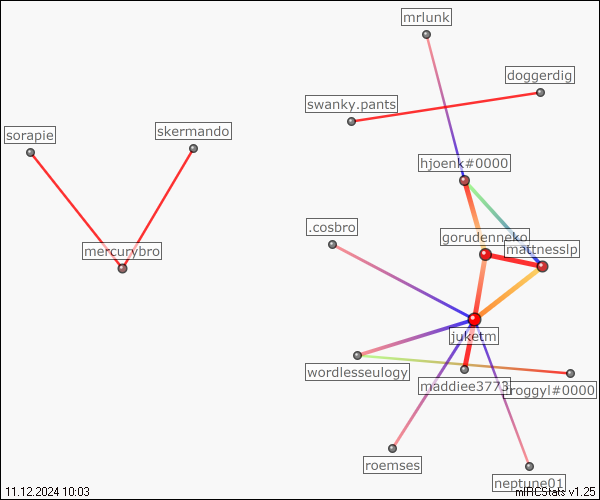 mrlunk
doggerdig
swanky.pants
sorapie
skermando
hjoenk#0000
.cosbro
gorudenneko
mattnesslp
mercurybro
juketm
wordlesseulogy
maddiee3773
roggyl#0000
roemses
neptune01
11.12.2024 10:03
mIRCStats v1.25